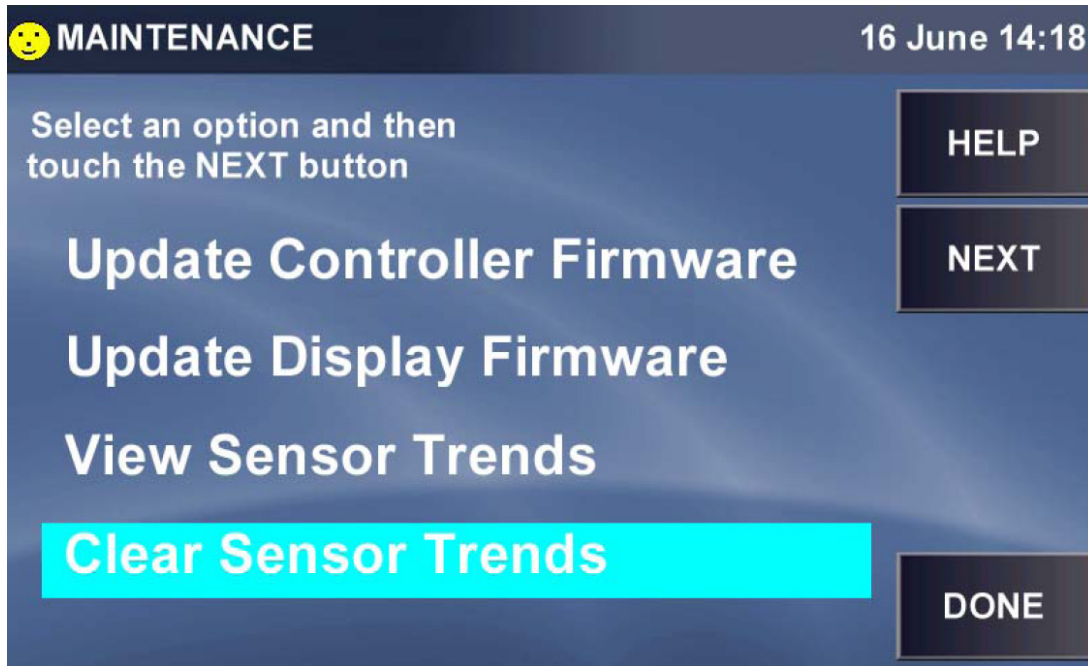 MAINTENANCE
16 June 14:18
Select an option and then
touch the NEXT button
HELP
NEXT
Update Controller Firmware
Update Display Firmware
View Sensor Trends
Clear Sensor Trends
DONE